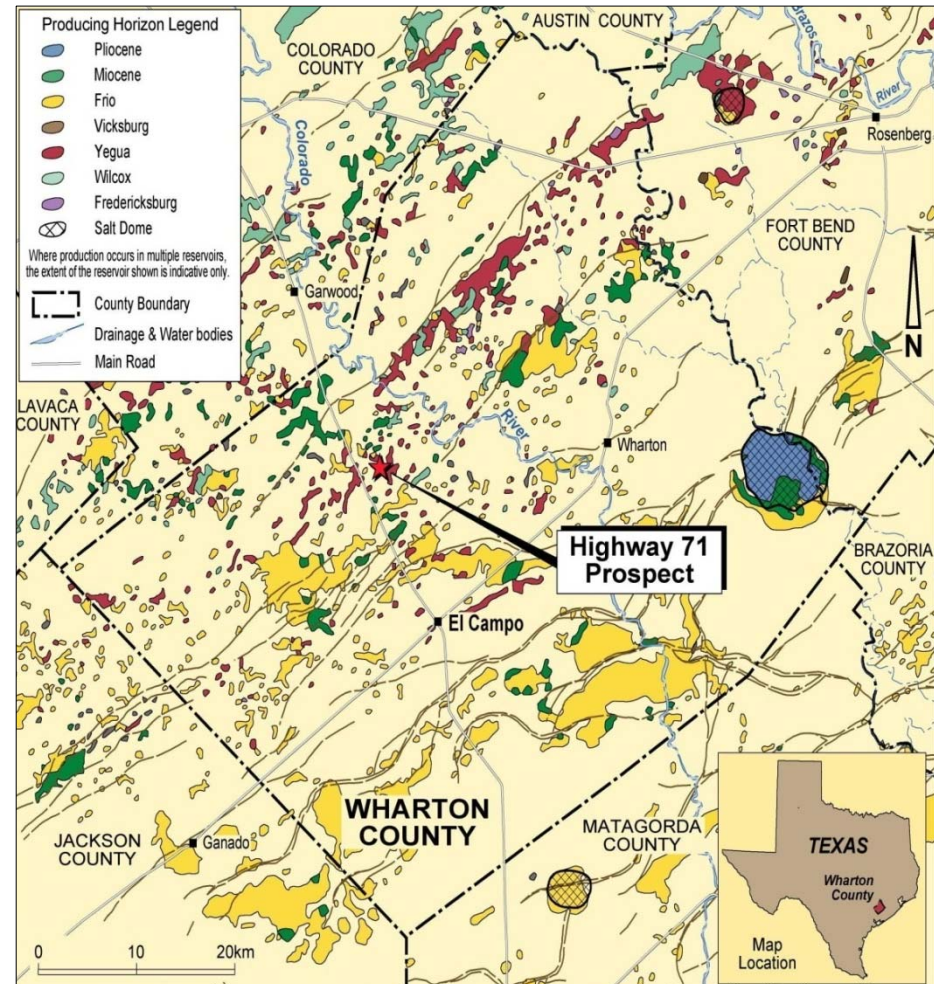 Producing Horizon Legend
Pliocene
Miocene
Frio
Vicksburg
Yegua
Wilcox
Fredericksburg
Salt Dome
Where production occurs in multiple reservoirs,
the extent of the reservoir shown is indicative only.
County Boundary
Drainage & Water bodies
Main Road
AUSTIN COUNTY
COLORADO
COUNTY
Brazos
River
Rosenberg
Colorado
FORT BEND
COUNTY
Garwood
N
LAVACA
COUNTY
River
Wharton
Highway 71
Prospect
BRAZORIA
COUNTY
El Campo
WHARTON
COUNTY
MATAGORDA
COUNTY
JACKSON
COUNTY
Ganado
TEXAS
Wharton
County
Map
Location
0 10 20km